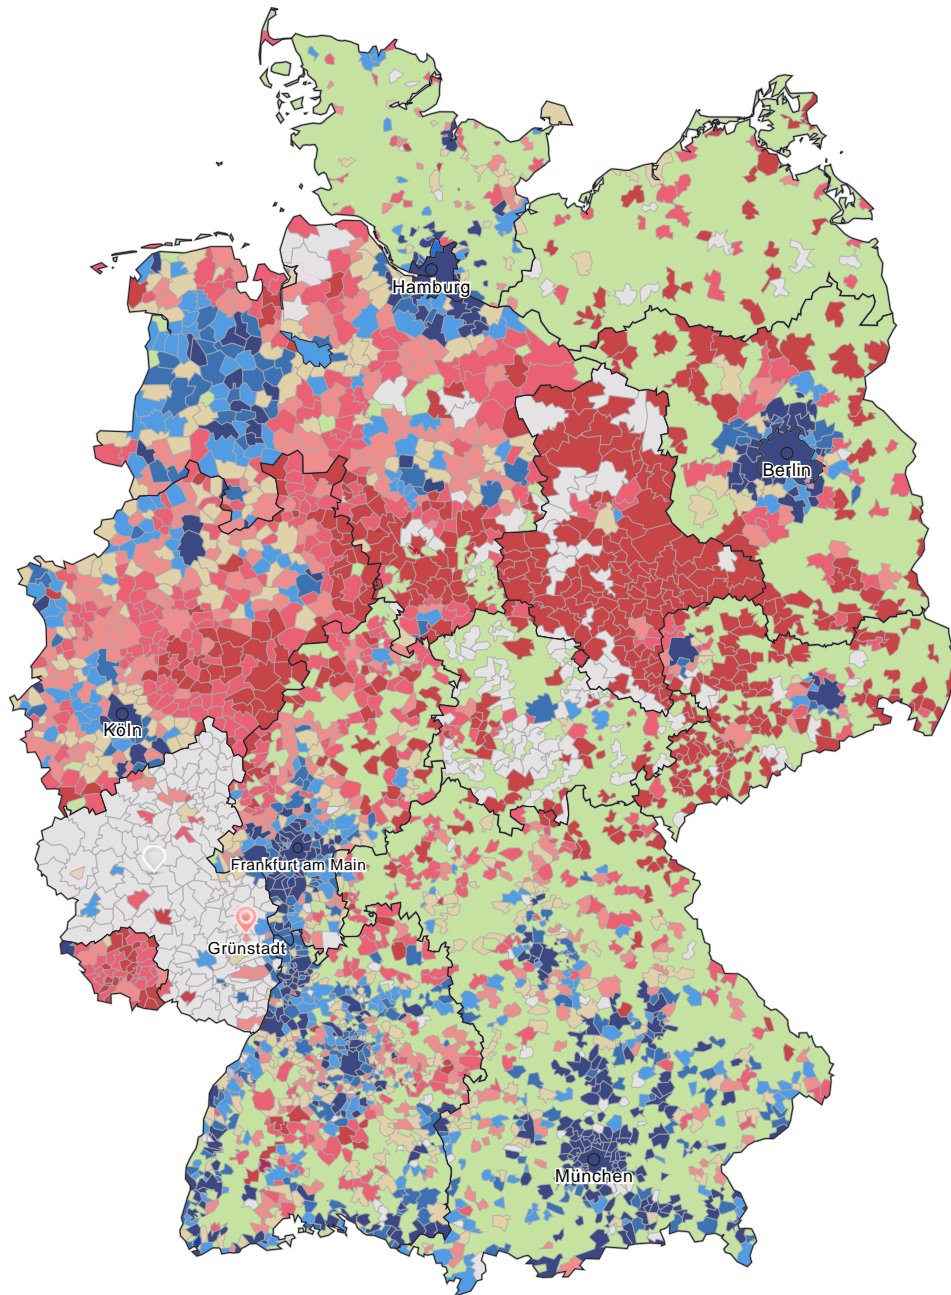 Hamburg
Berlin
Köln
Frankfurt am Main
Grünstadt
München